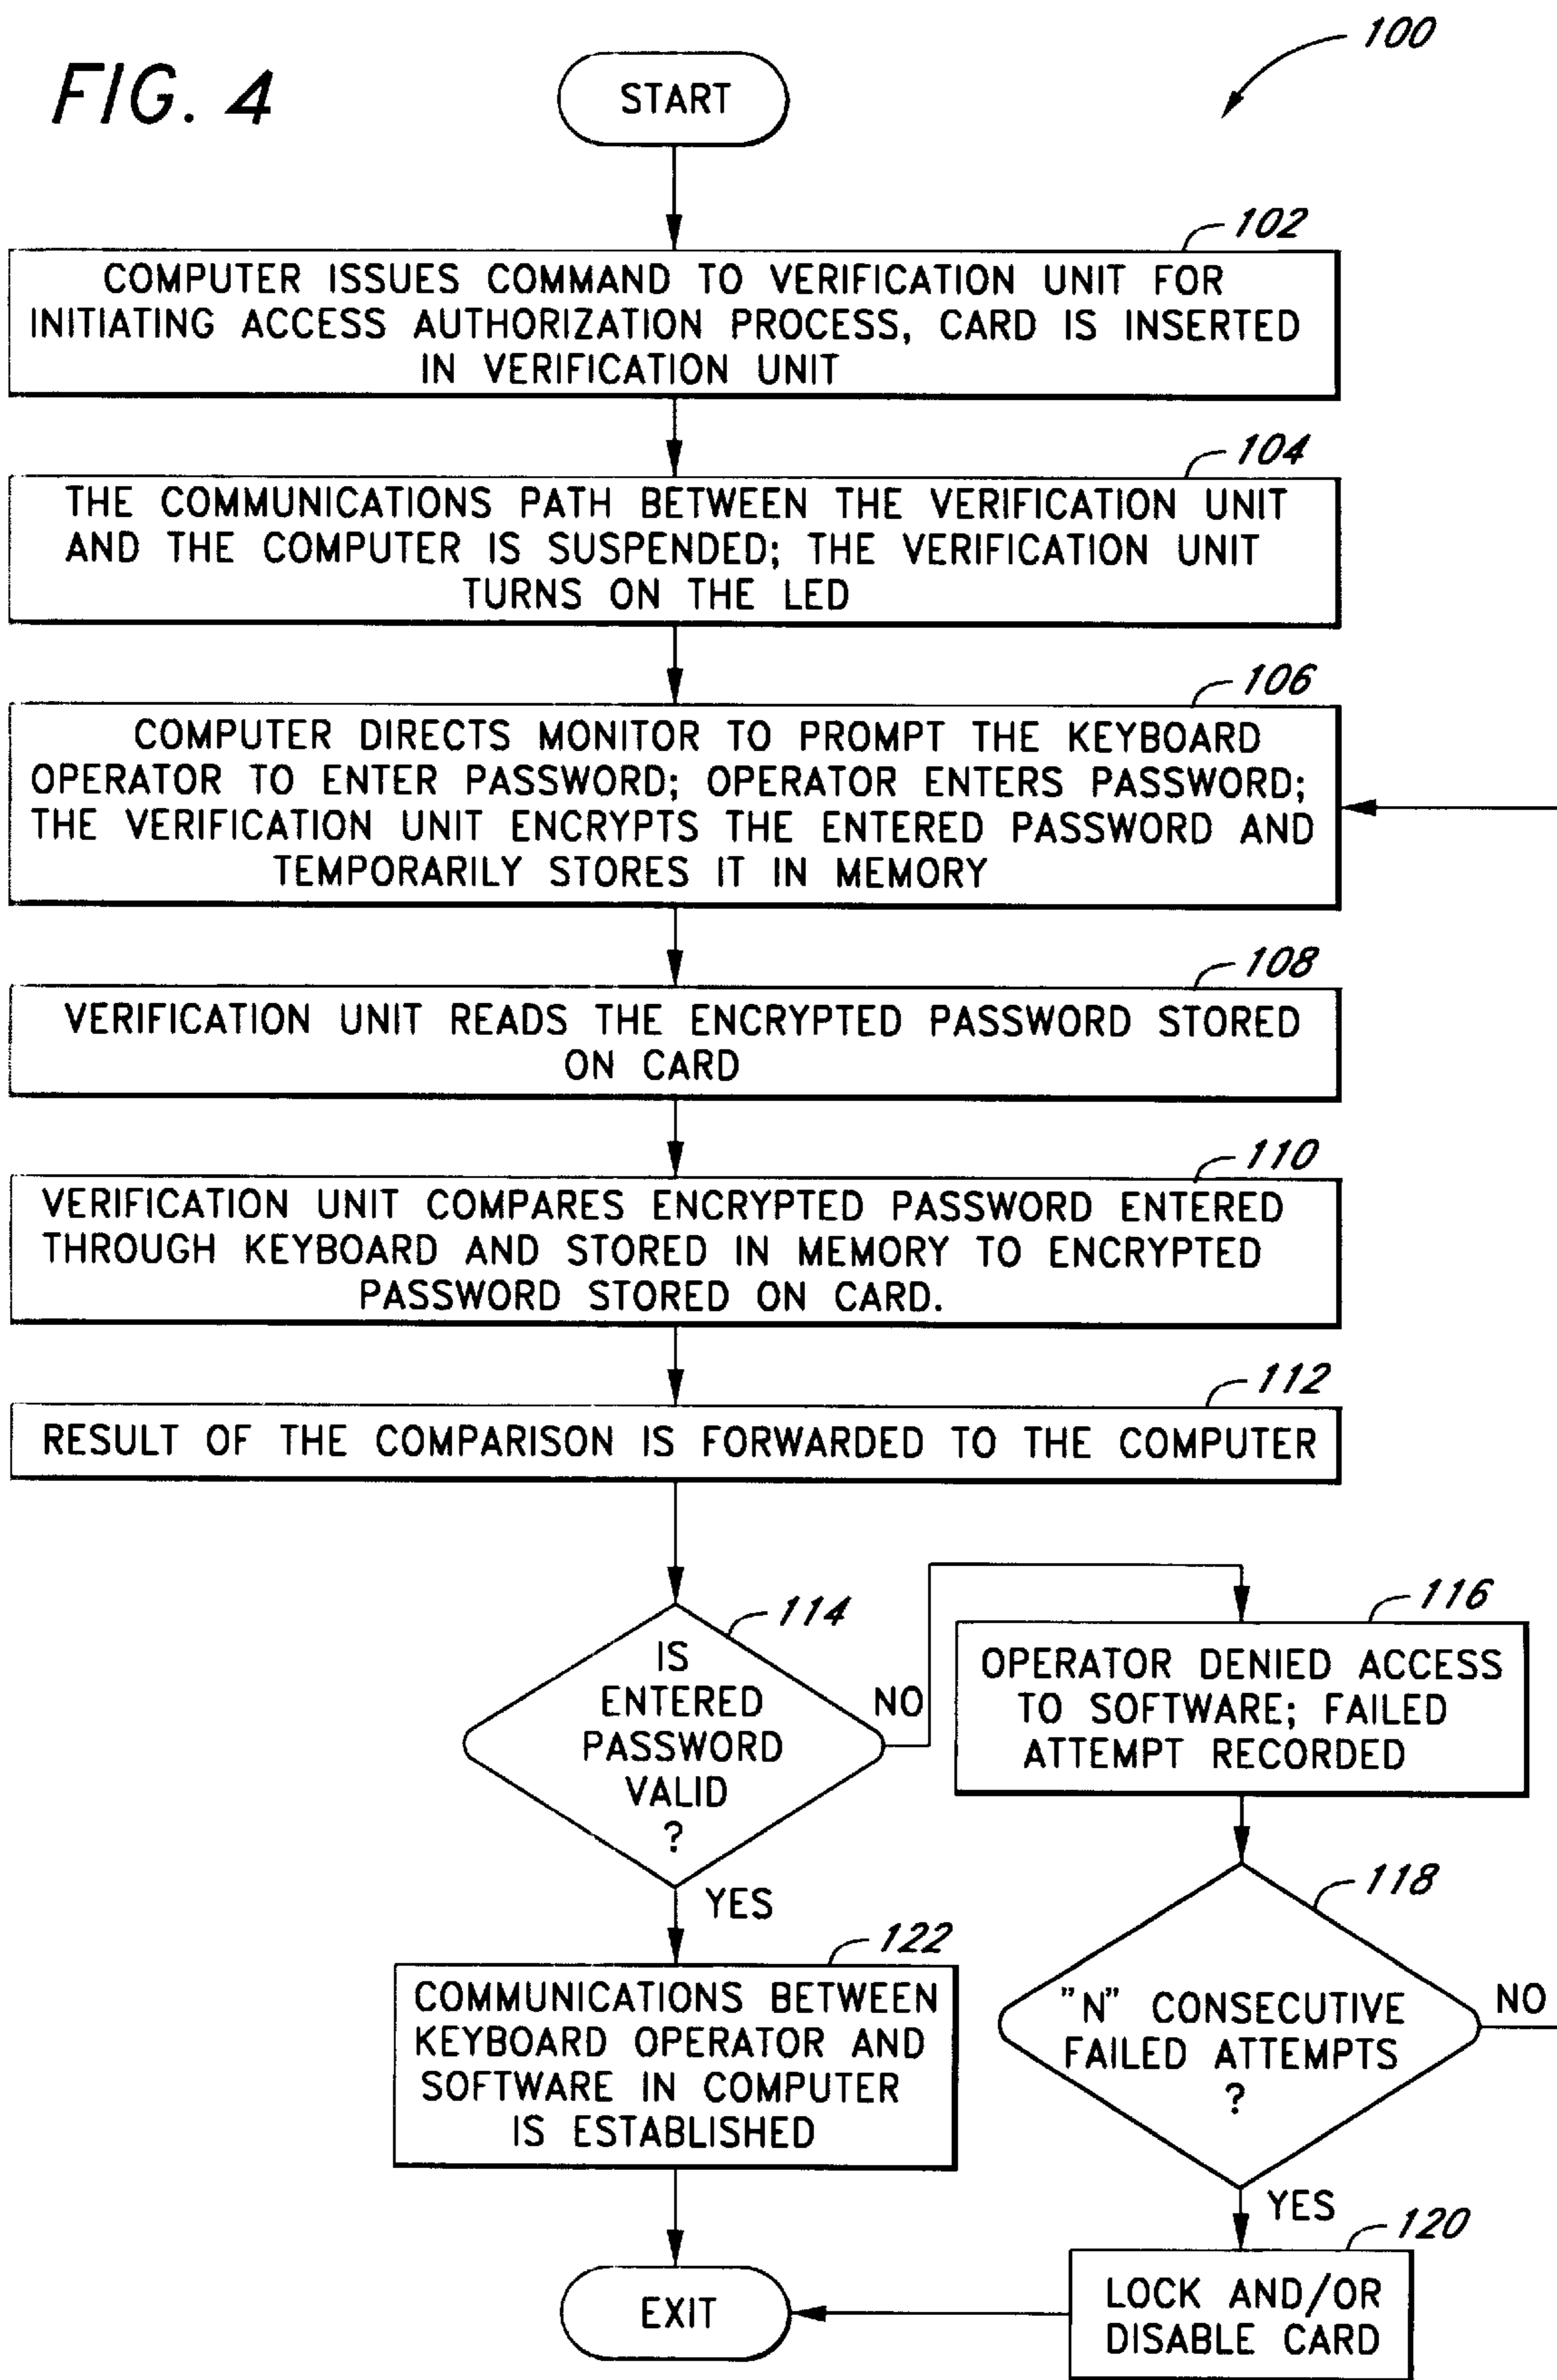 FIG. 4
100
START
102
COMPUTER ISSUES COMMAND TO VERIFICATION UNIT FOR
INITIATING ACCESS AUTHORIZATION PROCESS, CARD IS INSERTED
IN VERIFICATION UNIT
104
THE COMMUNICATIONS PATH BETWEEN THE VERIFICATION UNIT
AND THE COMPUTER IS SUSPENDED; THE VERIFICATION UNIT
TURNS ON THE LED
106
COMPUTER DIRECTS MONITOR TO PROMPT THE KEYBOARD
OPERATOR TO ENTER PASSWORD; OPERATOR ENTERS PASSWORD;
THE VERIFICATION UNIT ENCRYPTS THE ENTERED PASSWORD AND
TEMPORARILY STORES IT IN MEMORY
108
VERIFICATION UNIT READS THE ENCRYPTED PASSWORD STORED
ON CARD
110
VERIFICATION UNIT COMPARES ENCRYPTED PASSWORD ENTERED
THROUGH KEYBOARD AND STORED IN MEMORY TO ENCRYPTED
PASSWORD STORED ON CARD.
112
RESULT OF THE COMPARISON IS FORWARDED TO THE COMPUTER
114
IS
ENTERED
PASSWORD
VALID
?
NO
YES
116
OPERATOR DENIED ACCESS
TO SOFTWARE; FAILED
ATTEMPT RECORDED
118
"N" CONSECUTIVE
FAILED ATTEMPTS
?
NO
YES
122
COMMUNICATIONS BETWEEN
KEYBOARD OPERATOR AND
SOFTWARE IN COMPUTER
IS ESTABLISHED
120
LOCK AND/OR
DISABLE CARD
EXIT